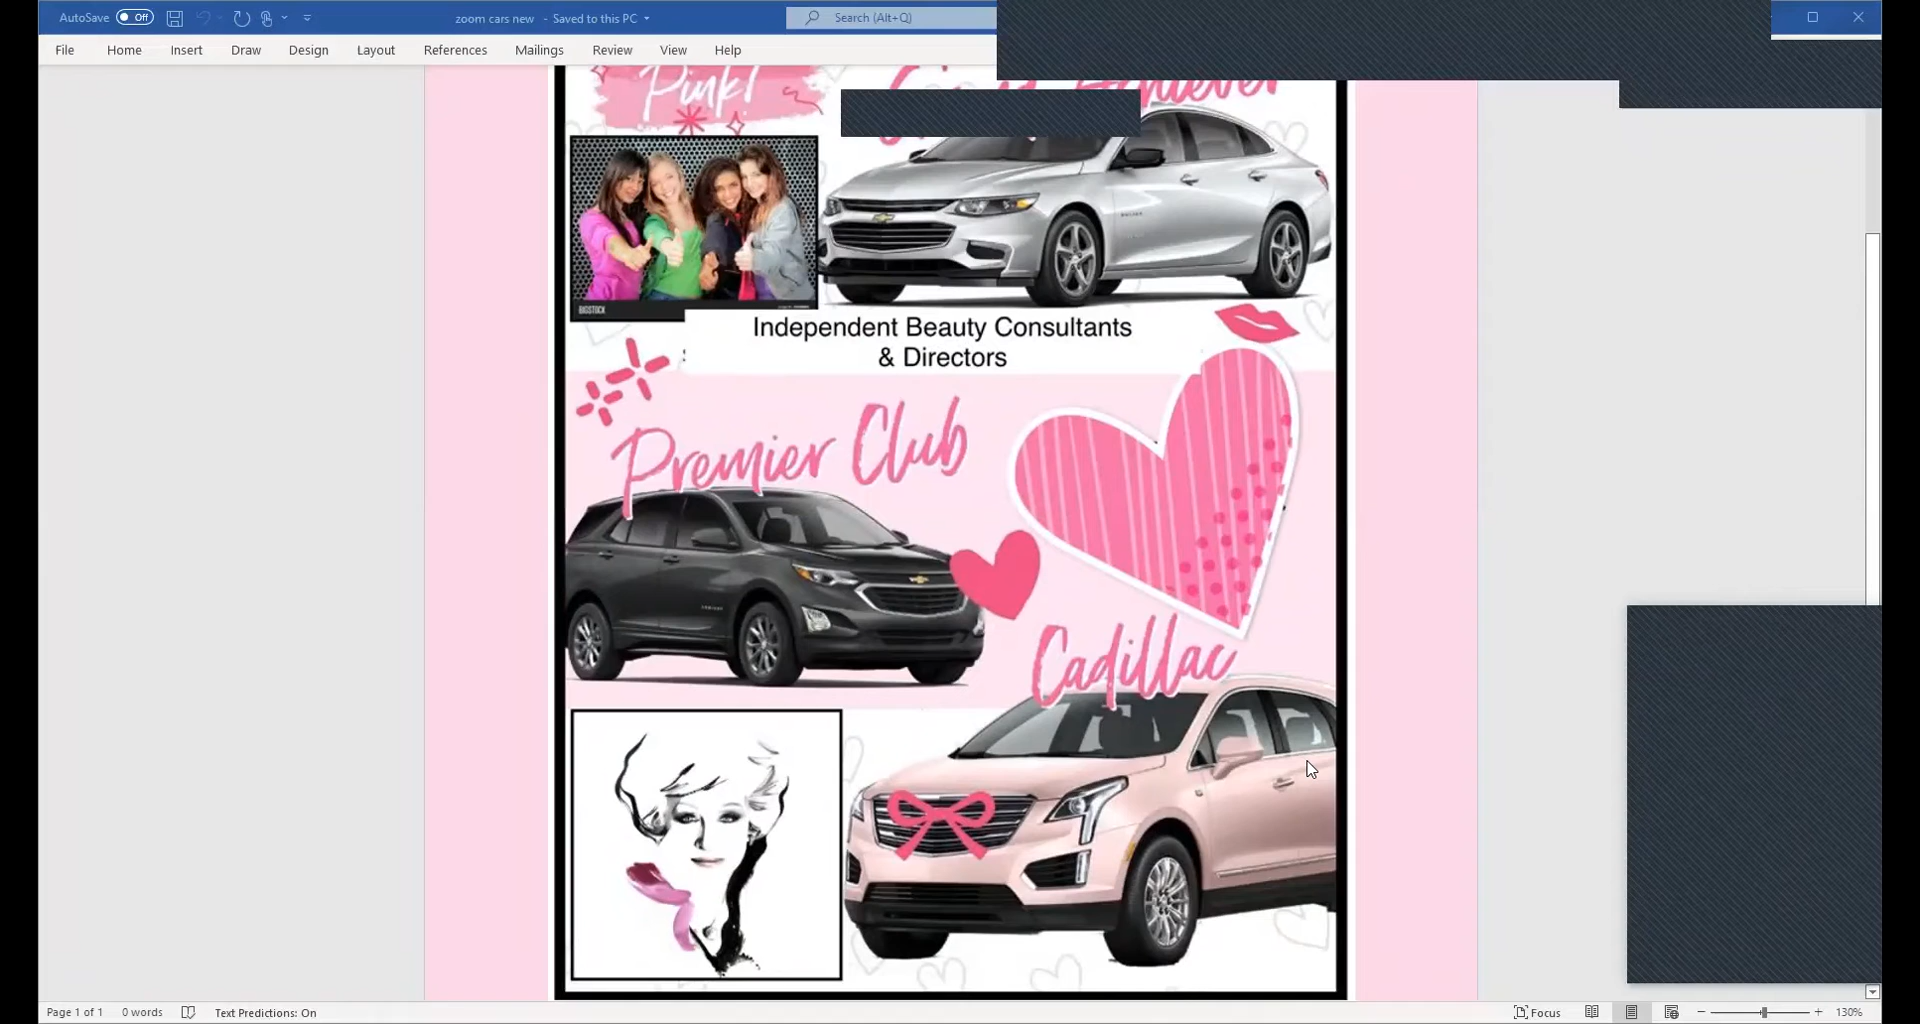 AutoSave Off zoom cars new - Saved to this PC Search (Alt+Q)
File Home Insert Draw Design Layout References Mailings Review View Help
Pink!
Achiever
BIGSTOCK
Independent Beauty Consultants
& Directors
Premier Club
Cadillac
Page 1 of 1 0 words Text Predictions: On Focus 130%